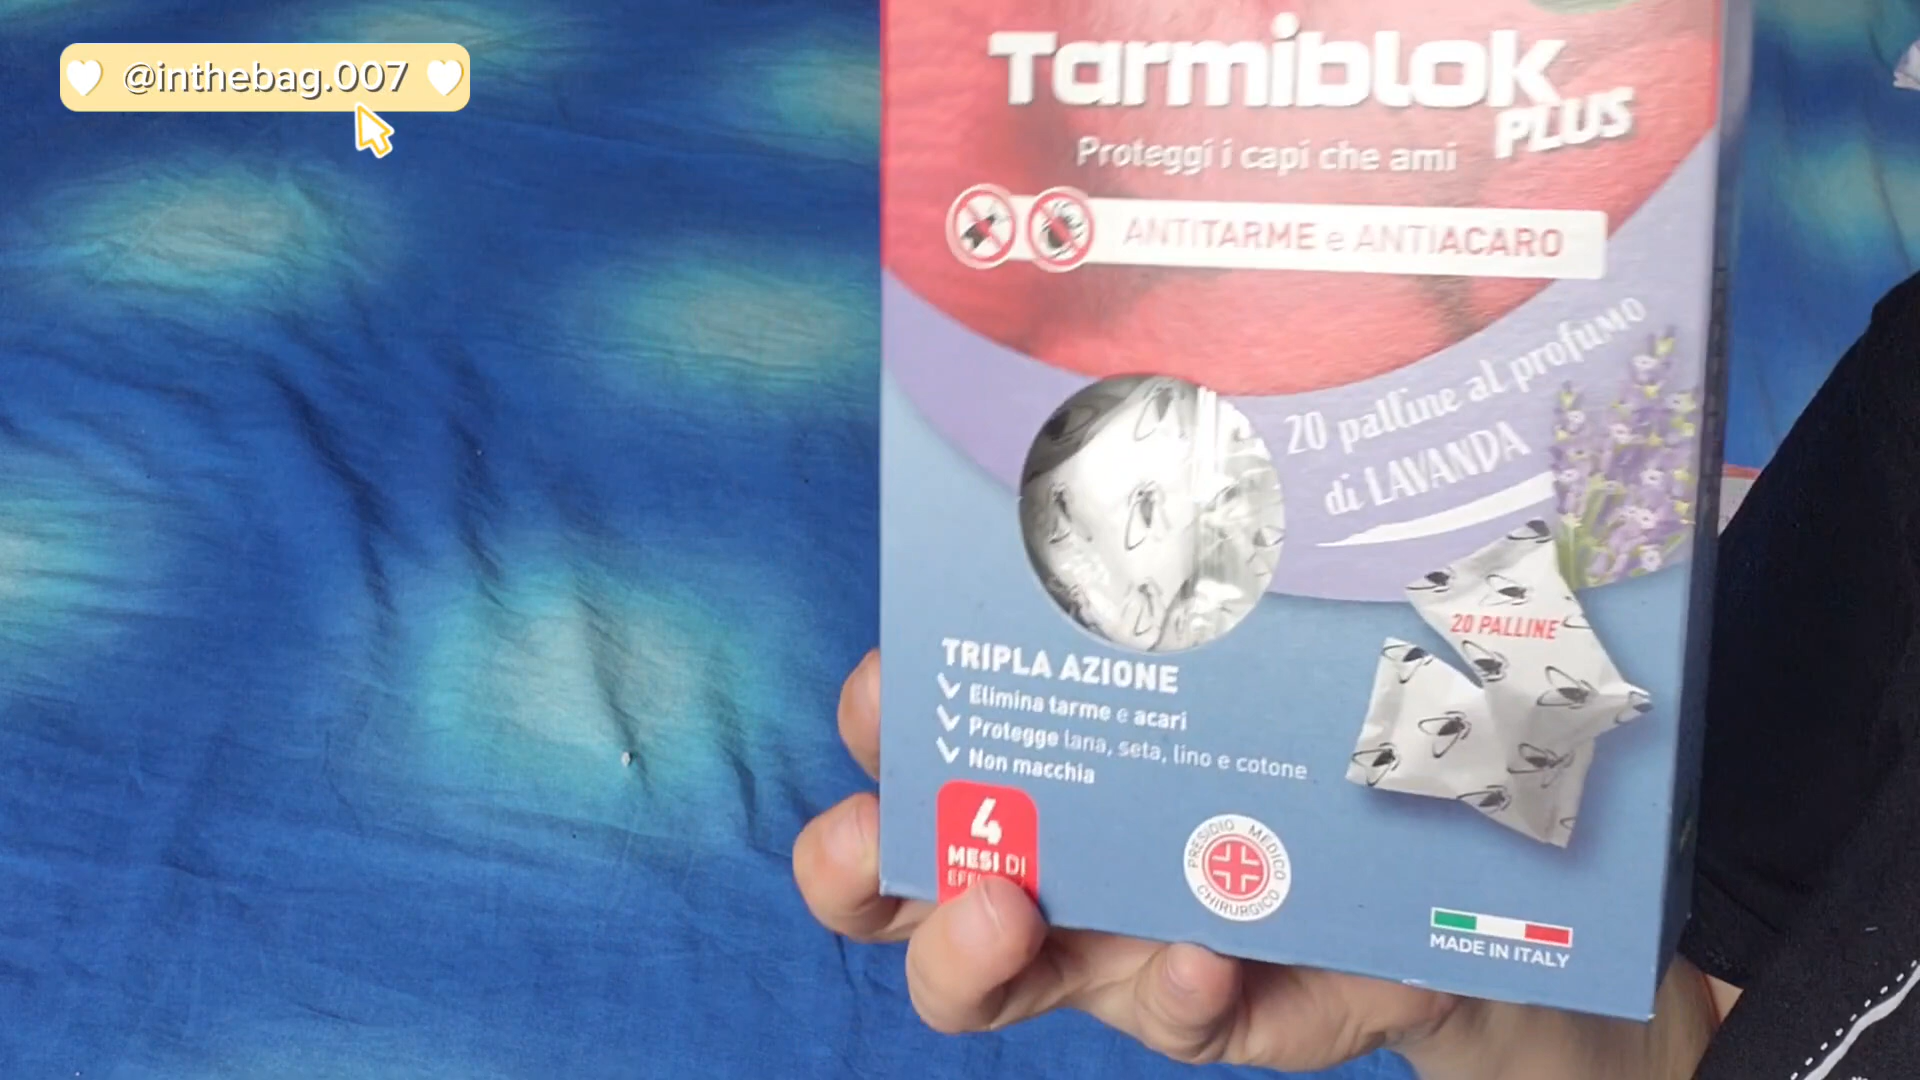 @inthebag.007
Tarmiblok
PLUS
Proteggi i capi che ami
ANTITARME e ANTIACARO
20 palline al profumo
di LAVANDA
20 PALLINE
TRIPLA AZIONE
Elimina tarme e acari
Protegge lana, seta, lino e cotone
Non macchia
4
MESI DI
PRESIDIO MEDICO
CHIRURGICO
MADE IN ITALY